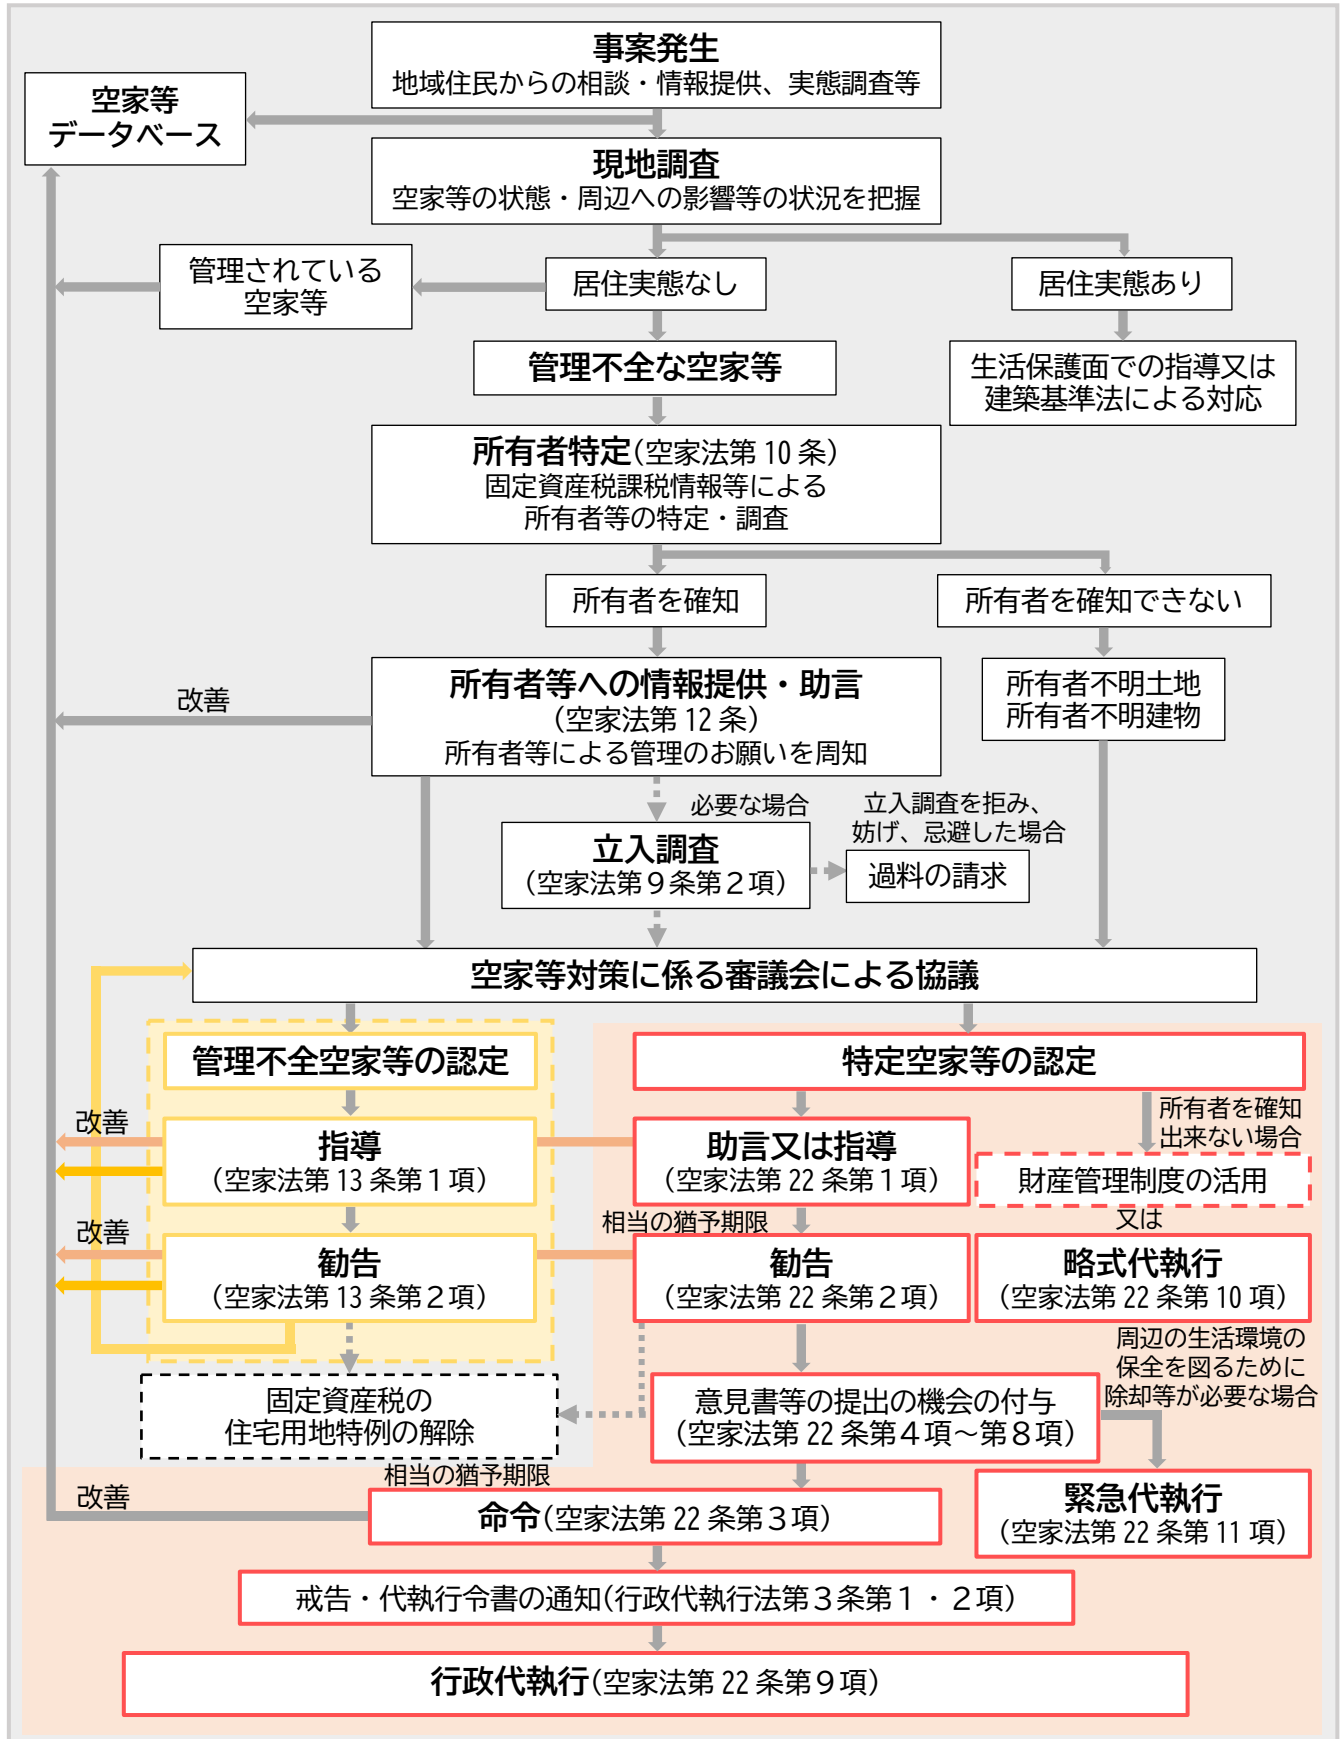 事案発生
地域住民からの相談・情報提供、実態調査等
空家等
データベース
現地調査
空家等の状態・周辺への影響等の状況を把握
管理されている
空家等
居住実態なし
居住実態あり
管理不全な空家等
生活保護面での指導又は
建築基準法による対応
所有者特定(空家法第10条)
固定資産税課税情報等による
所有者等の特定・調査
所有者を確知
所有者を確知できない
改善
所有者等への情報提供・助言
(空家法第12条)
所有者等による管理のお願いを周知
所有者不明土地
所有者不明建物
必要な場合
立入調査を拒み、
妨げ、忌避した場合
立入調査
(空家法第9条第2項)
過料の請求
空家等対策に係る審議会による協議
管理不全空家等の認定
特定空家等の認定
改善
指導
(空家法第13条第1項)
助言又は指導
(空家法第22条第1項)
所有者を確知
出来ない場合
財産管理制度の活用
又は
相当の猶予期限
改善
勧告
(空家法第13条第2項)
勧告
(空家法第22条第2項)
略式代執行
(空家法第22条第10項)
周辺の生活環境の
保全を図るために
除却等が必要な場合
固定資産税の
住宅用地特例の解除
意見書等の提出の機会の付与
(空家法第22条第4項～第8項)
相当の猶予期限
改善
命令(空家法第22条第3項)
緊急代執行
(空家法第22条第11項)
戒告・代執行令書の通知(行政代執行法第3条第1・2項)
行政代執行(空家法第22条第9項)